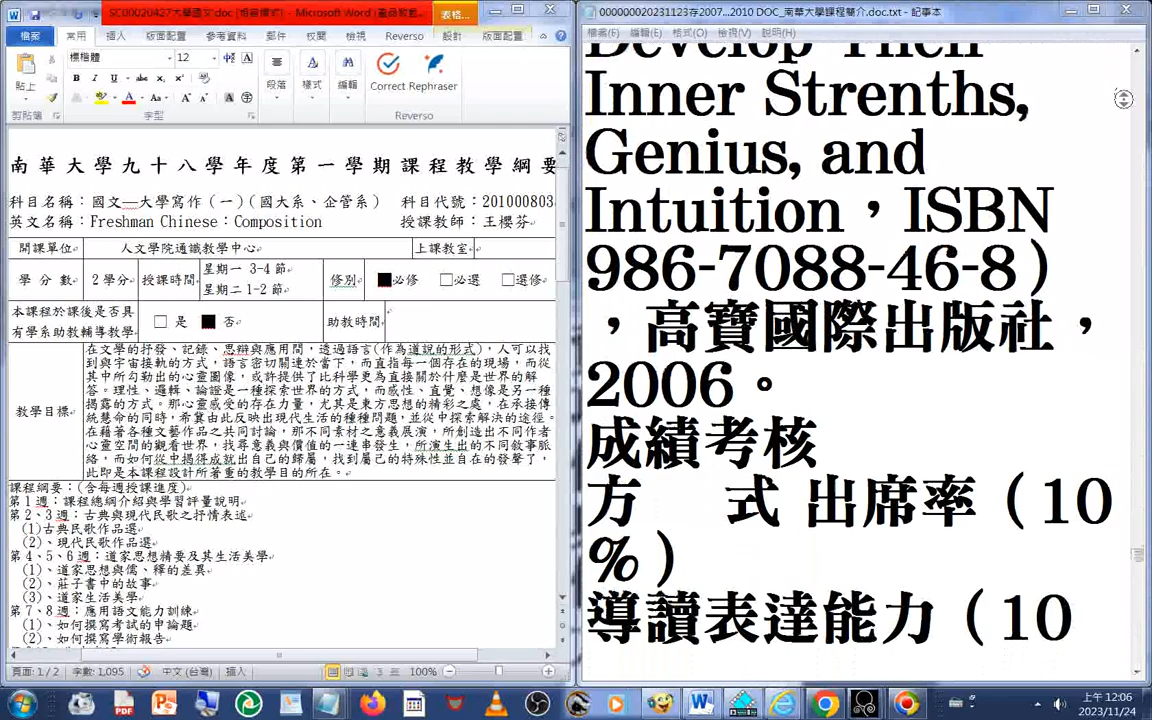 SC00020427大學國文.doc [相容模式] - Microsoft Word (產品啟動...
表格...
檔案 常用 插入 版面配置 參考資料 郵件 校閱 檢視 Reverso 設計 版面配置
貼上
標楷體 12
段落 樣式 編輯 Correct Rephraser
剪貼簿 字型 Reverso
南華大學九十八學年度第一學期課程教學綱要
科目名稱：國文—大學寫作(一)(國大系、企管系) 科目代號：201000803
英文名稱：Freshman Chinese：Composition 授課教師：王櫻芬
開課單位 人文學院通識教學中心 上課教室
學 分 數 2學分 授課時間 星期一 3-4節
星期二1-2節
修別 ■必修 □必選 □選修
本課程於課後是否具
有學系助教輔導教學
□ 是 ■ 否 助教時間
教學目標
在文學的抒發、記錄、思辯與應用間，透過語言(作為道說的形式)，人可以找
到與宇宙接軌的方式，語言密切關連於當下，而直指每一個存在的現場，而從
其中所勾勒出的心靈圖像，或許提供了比科學更為直接關於什麼是世界的解
答。理性、邏輯、論證是一種探索世界的方式，而感性、直覺、想像是另一種
揭露的方式。那心靈感受的存在力量，尤其是東方思想的精彩之處，在承接傳
統慧命的同時，希冀由此反映出現代生活的種種問題，並從中探索解決的途徑。
在藉著各種文藝作品之共同討論，那不同素材之意義展演，所創造出不同作者
心靈空間的觀看世界，找尋意義與價值的一連串發生，所演生出的不同敘事脈
絡，而如何從中揭得成就出自己的歸屬，找到屬己的特殊性並自在的發聲了，
此即是本課程設計所著重的教學目的所在。
課程綱要：(含每週授課進度)
第1週：課程總綱介紹與學習評量說明
第2、3週：古典與現代民歌之抒情表述
(1)古典民歌作品選
(2)、現代民歌作品選
第4、5、6週：道家思想精要及其生活美學
(1)、道家思想與儒、釋的差異
(2)、莊子書中的故事
(3)、道家生活美學
第7、8週：應用語文能力訓練
(1)、如何撰寫考試的申論題
(2)、如何撰寫學術報告
頁面: 1/2 字數: 1,095 中文(台灣) 插入 100%
000000020231123存2007...2010 DOC_南華大學課程簡介.doc.txt - 記事本
檔案(F) 編輯(E) 格式(O) 檢視(V) 說明(H)
Develop Their
Inner Strenths,
Genius, and
Intuition，ISBN
986-7088-46-8）
，高寶國際出版社，
2006。
成績考核
方 式 出席率（10
%）
導讀表達能力（10
上午 12:06
2023/11/24